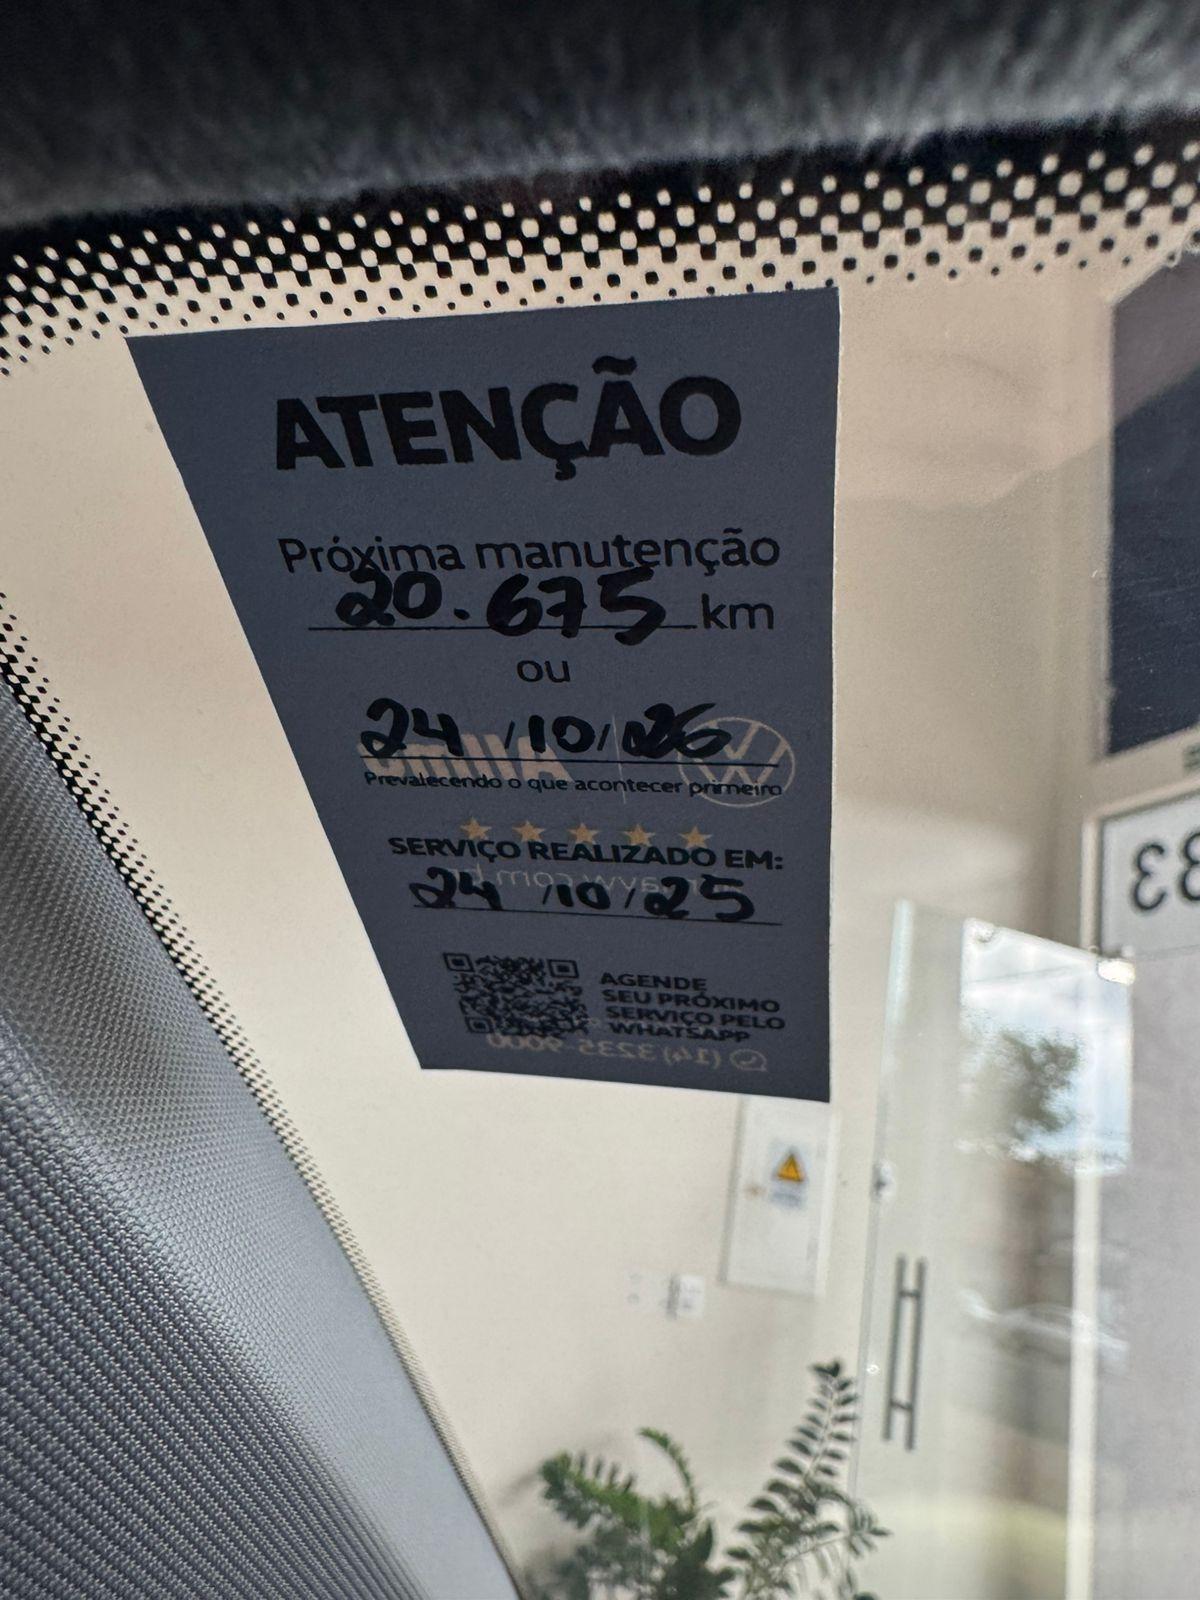 ATENÇÃO
Próxima manutenção
20.675 km
ou
24/10/26
Prevalecendo o que acontecer primeiro
SERVIÇO REALIZADO EM:
24/10/25
AGENDE
SEU PRÓXIMO
SERVIÇO PELO
WHATSAPP
(14) 3235-9000